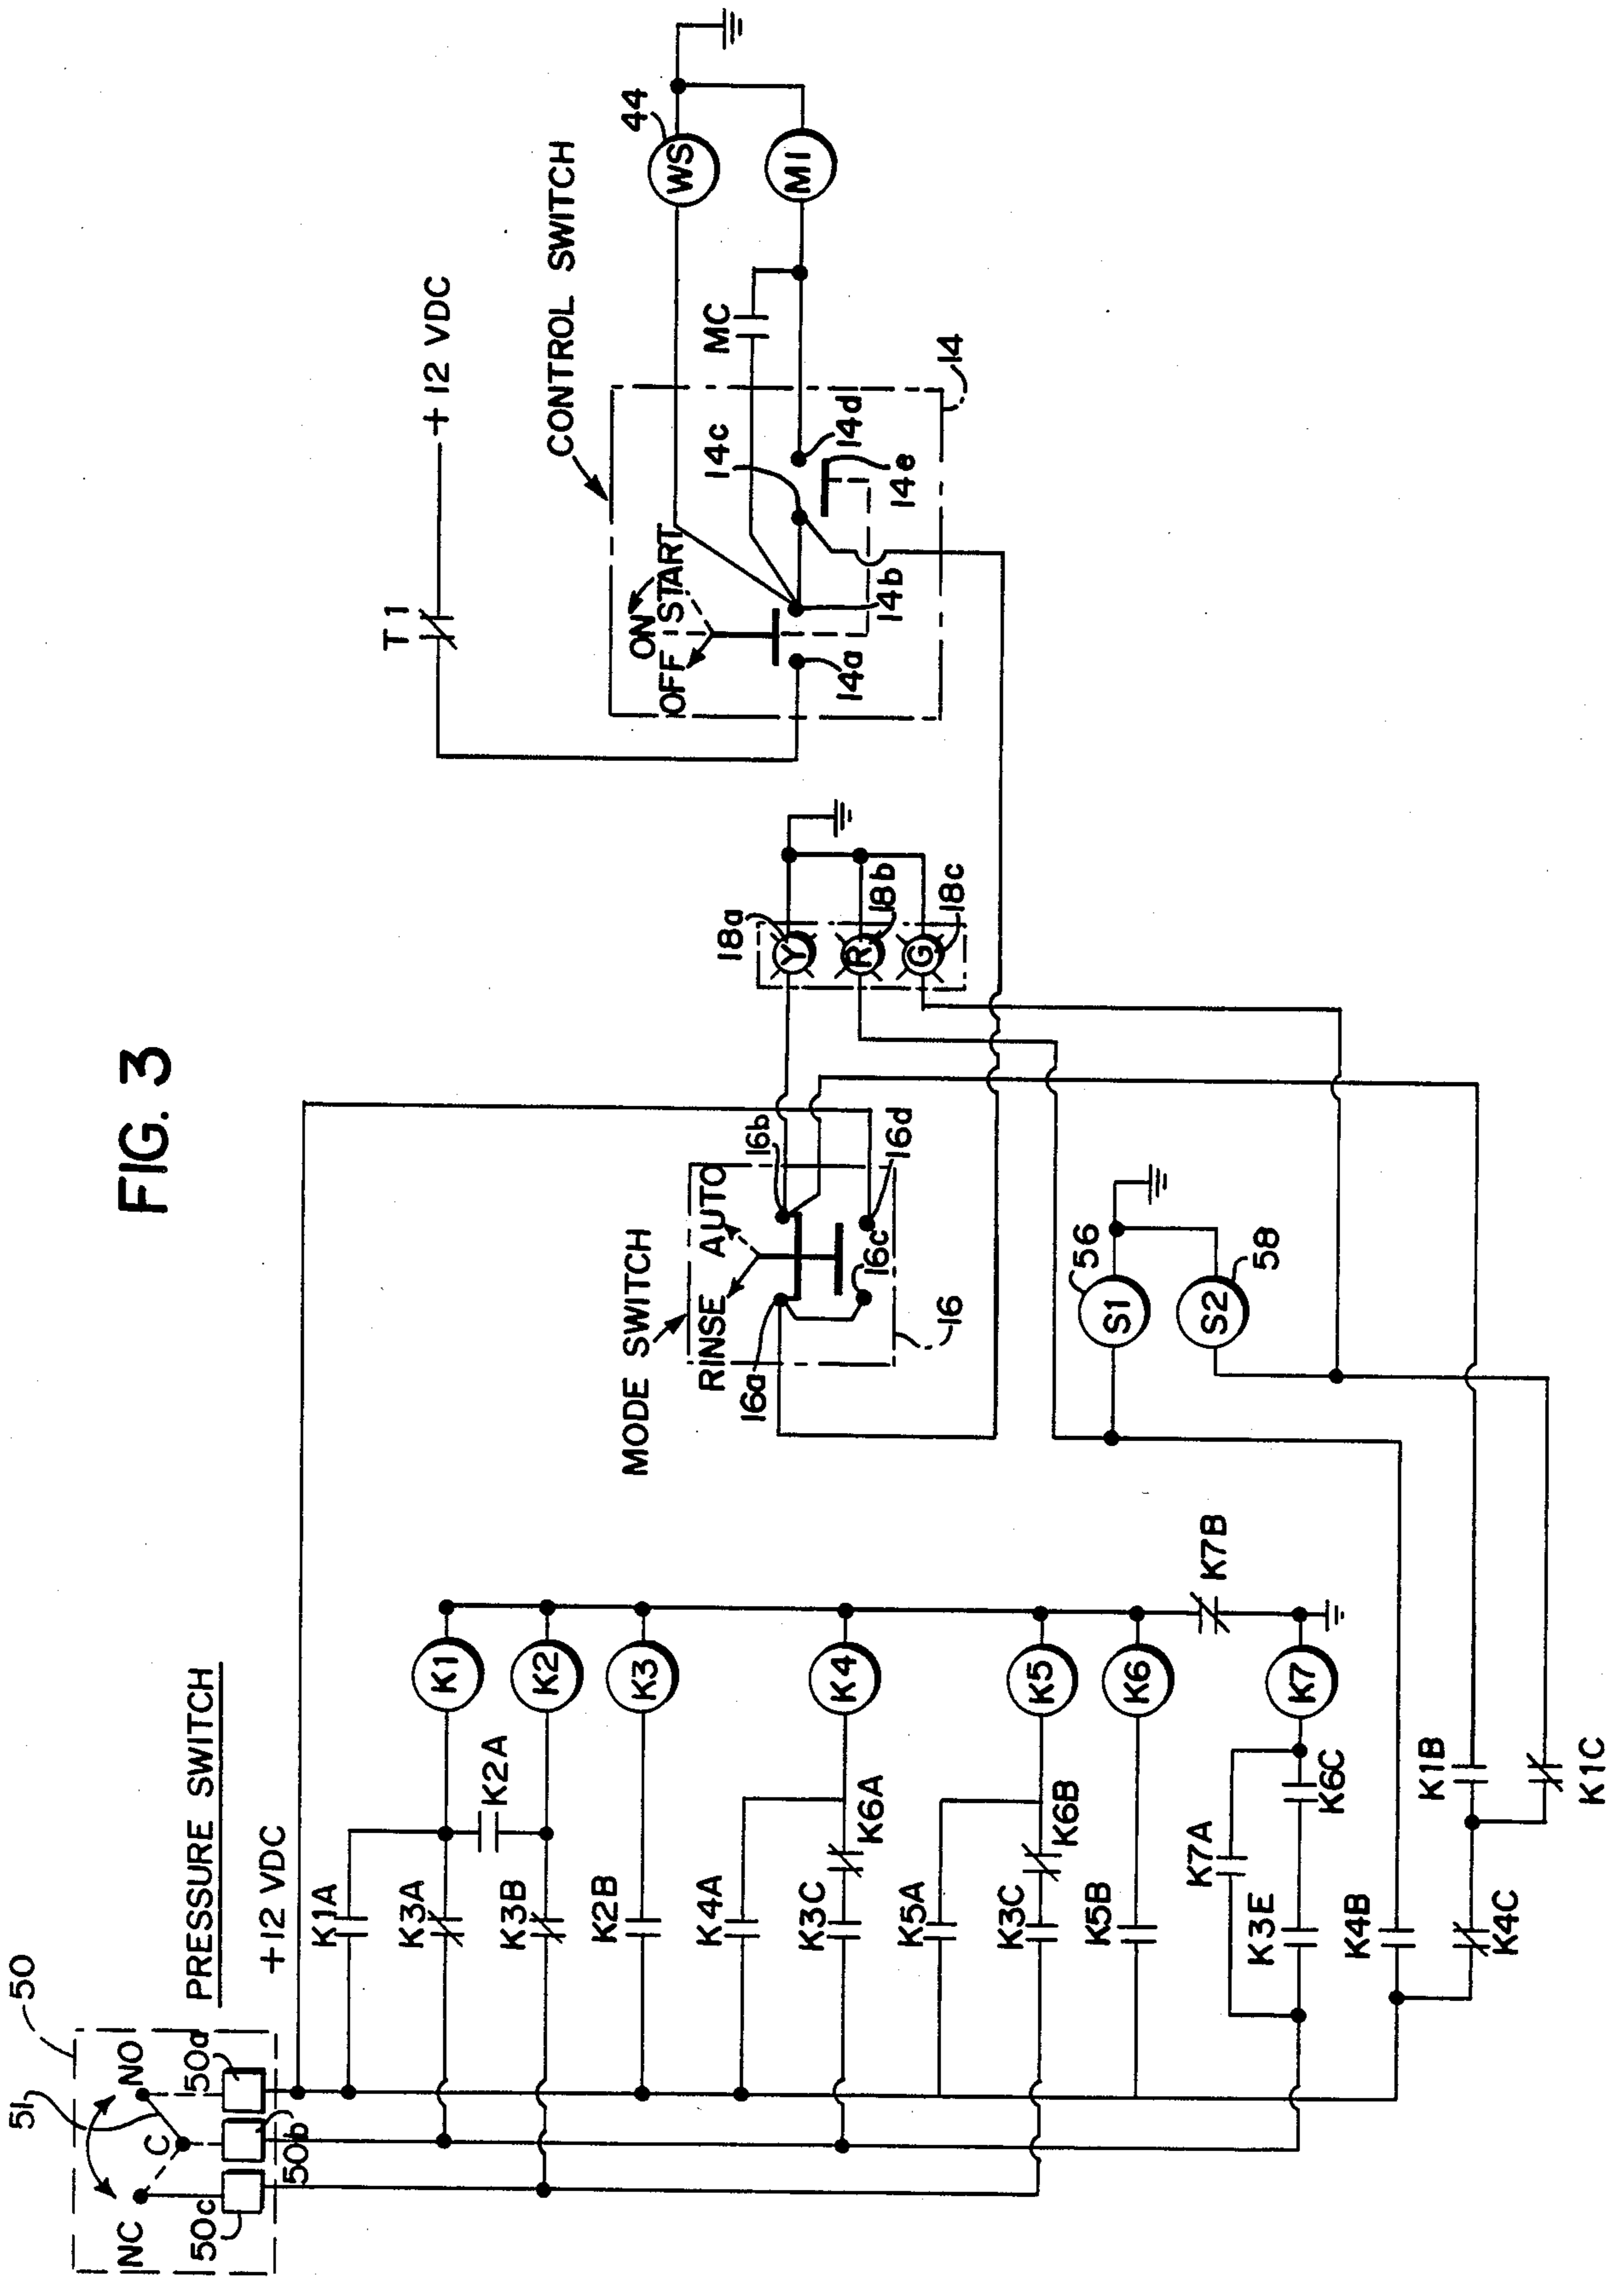 FIG. 3
50
51
PRESSURE SWITCH
NO
C
NC
50a
50b
50c
+12 VDC
K1A
K3A
K3B
K2A
K2B
K4A
K3C
K6A
K5A
K3C
K6B
K5B
K7A
K3E
K6C
K4B
K4C
K1B
K1C
K1
K2
K3
K4
K5
K6
K7
K7B
MODE SWITCH
RINSE
AUTO
16a
16b
16c
16d
16
56
S1
S2
58
18a
Y
R
18b
G
18c
T1
+12 VDC
CONTROL SWITCH
OFF
ON
START
14a
14b
14c
14d
14e
14
MC
44
WS
M1